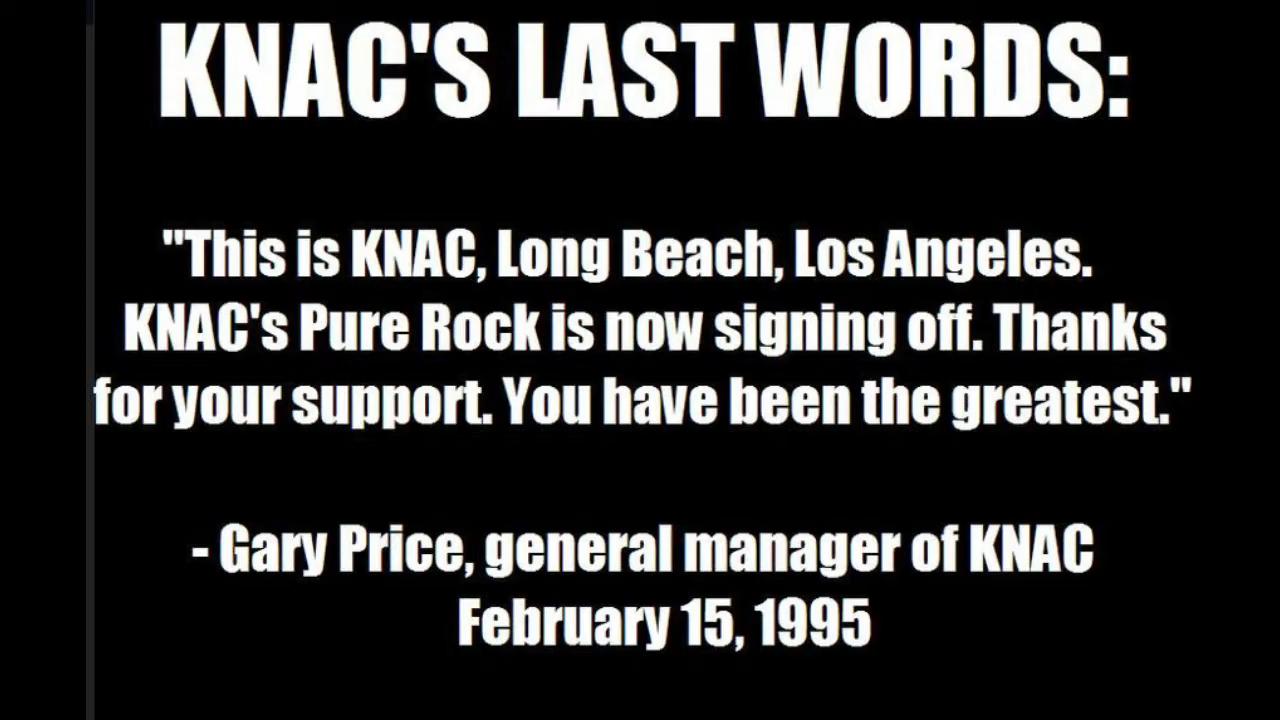 KNAC'S LAST WORDS:
"This is KNAC, Long Beach, Los Angeles.
KNAC's Pure Rock is now signing off. Thanks
for your support. You have been the greatest."
- Gary Price, general manager of KNAC
February 15, 1995